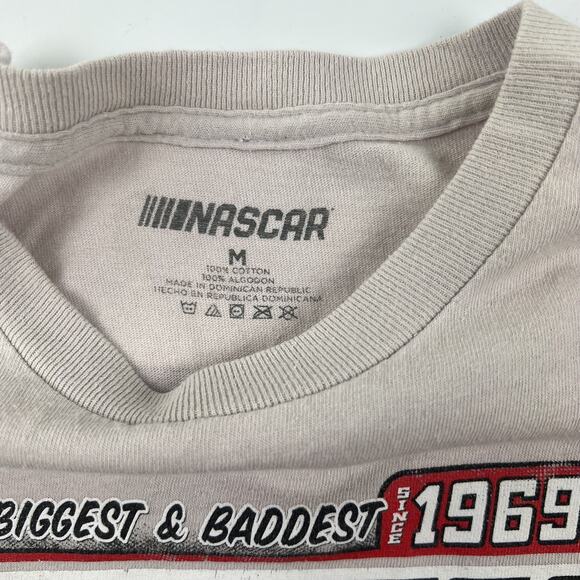 NASCAR
M
100% COTTON
100% ALGODON
MADE IN DOMINICAN REPUBLIC
HECHO EN REPUBLICA DOMINICANA
BIGGEST & BADDEST SINCE 1969